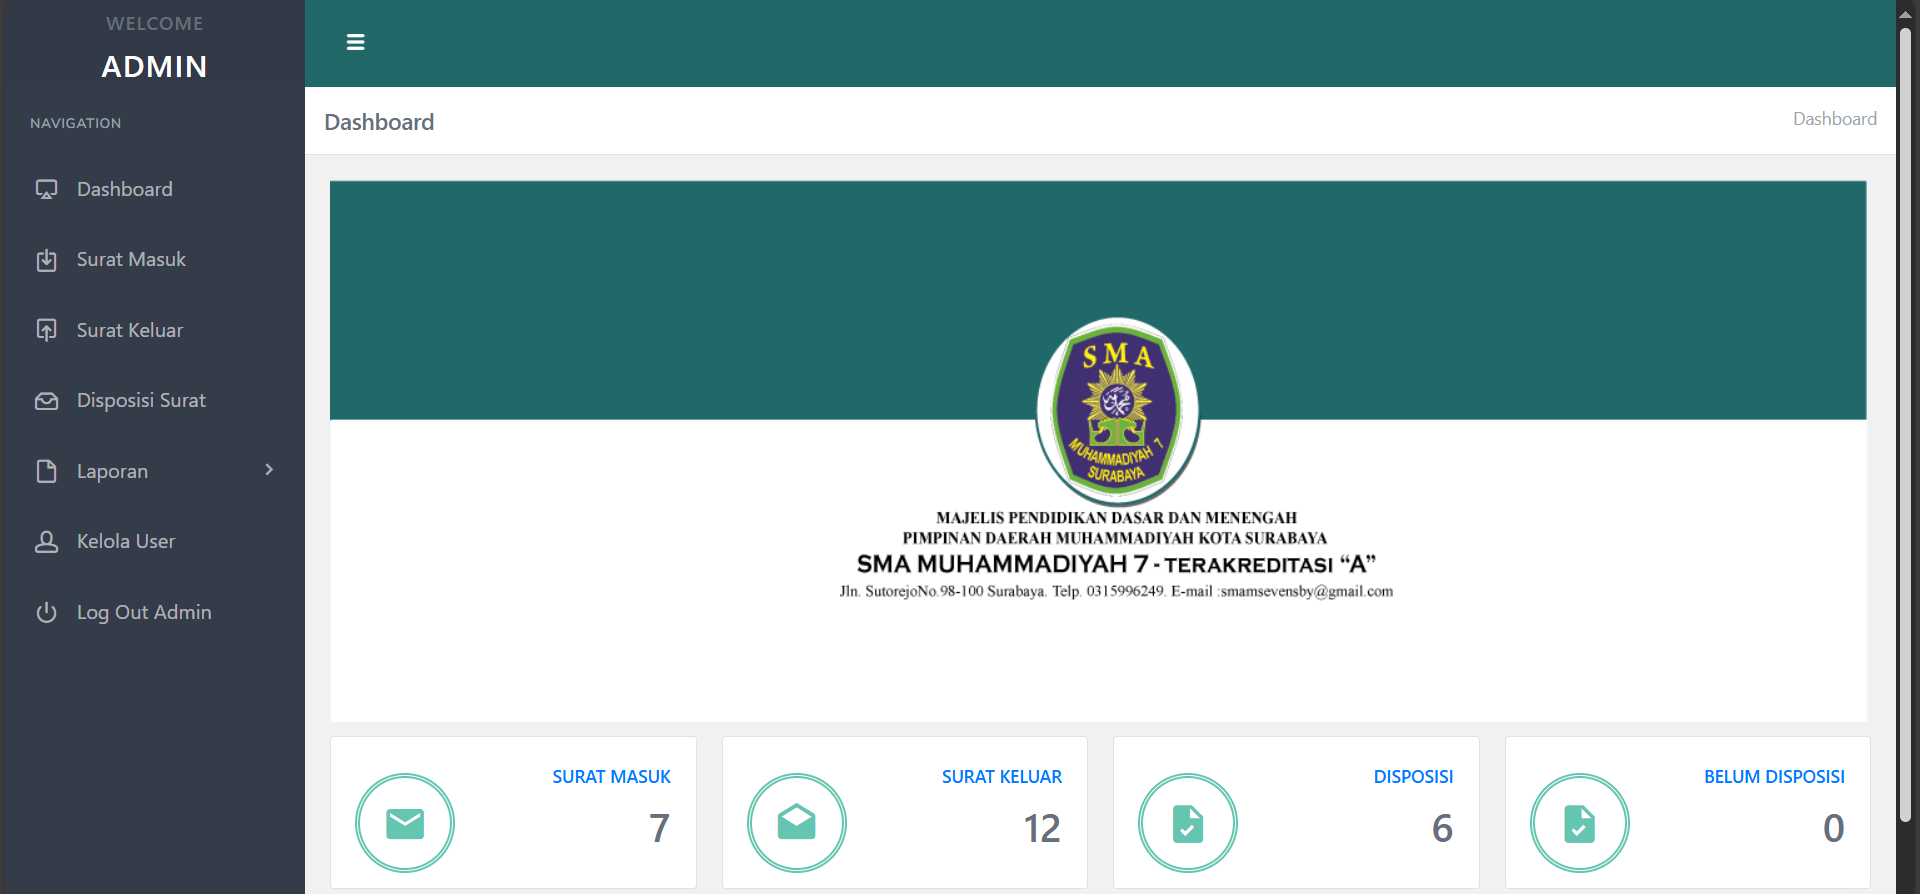 WELCOME
ADMIN
NAVIGATION
Dashboard
Surat Masuk
Surat Keluar
Disposisi Surat
Laporan
Kelola User
Log Out Admin
Dashboard
Dashboard
SMA
MUHAMMADIYAH 7
SURABAYA
MAJELIS PENDIDIKAN DASAR DAN MENENGAH
PIMPINAN DAERAH MUHAMMADIYAH KOTA SURABAYA
SMA MUHAMMADIYAH 7 - TERAKREDITASI “A”
Jln. SutorejoNo.98-100 Surabaya. Telp. 0315996249. E-mail :smamsevensby@gmail.com
SURAT MASUK
7
SURAT KELUAR
12
DISPOSISI
6
BELUM DISPOSISI
0